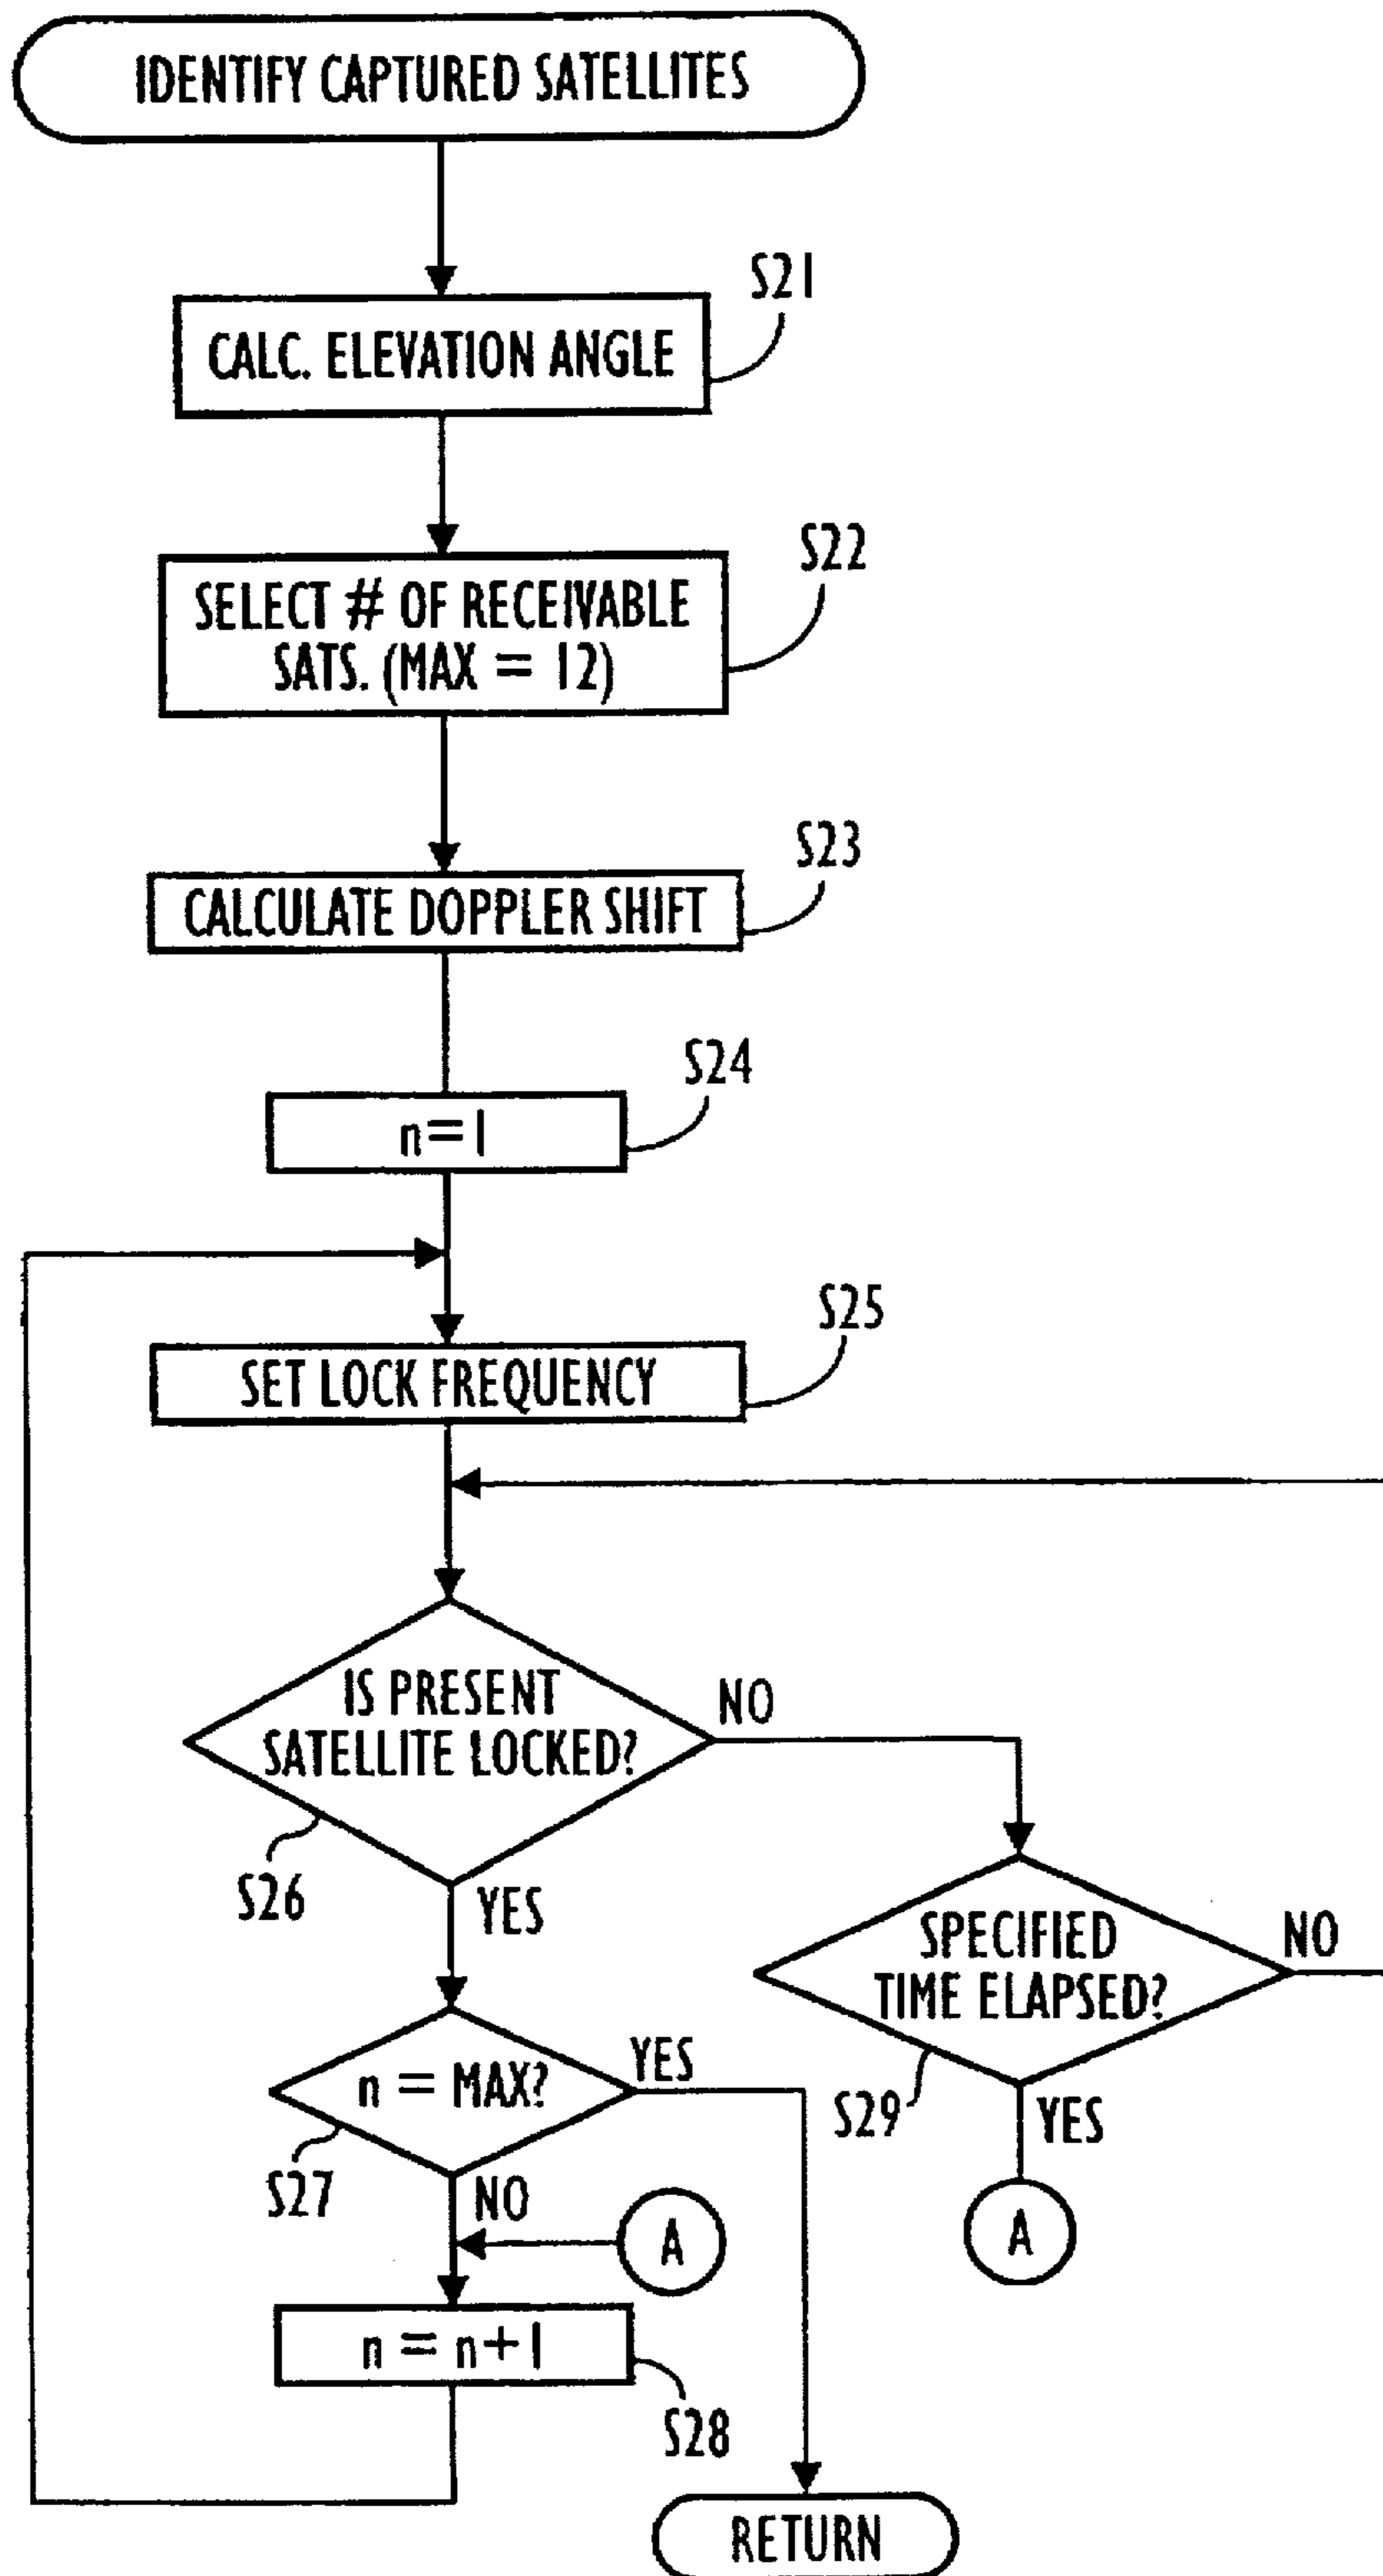 IDENTIFY CAPTURED SATELLITES
S21
CALC. ELEVATION ANGLE
S22
SELECT # OF RECEIVABLE
SATS. (MAX = 12)
S23
CALCULATE DOPPLER SHIFT
S24
n=1
S25
SET LOCK FREQUENCY
IS PRESENT
SATELLITE LOCKED?
NO
S26
YES
SPECIFIED
TIME ELAPSED?
NO
S29
YES
A
n = MAX?
YES
S27
NO
A
n = n+1
S28
RETURN